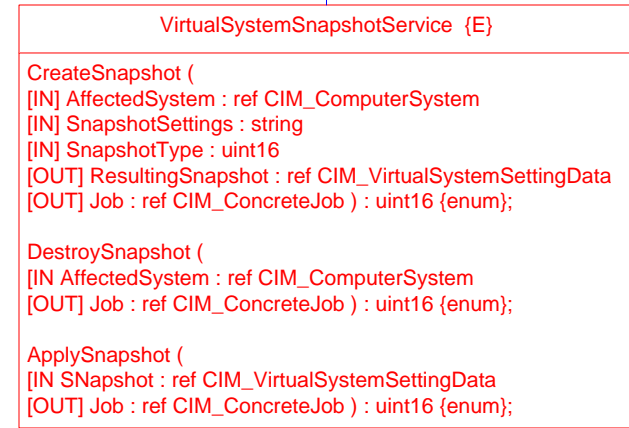 VirtualSystemSnapshotService {E}
CreateSnapshot (
[IN] AffectedSystem : ref CIM_ComputerSystem
[IN] SnapshotSettings : string
[IN] SnapshotType : uint16
[OUT] ResultingSnapshot : ref CIM_VirtualSystemSettingData
[OUT] Job : ref CIM_ConcreteJob ) : uint16 {enum};
DestroySnapshot (
[IN AffectedSystem : ref CIM_ComputerSystem
[OUT] Job : ref CIM_ConcreteJob ) : uint16 {enum};
ApplySnapshot (
[IN SNapshot : ref CIM_VirtualSystemSettingData
[OUT] Job : ref CIM_ConcreteJob ) : uint16 {enum};